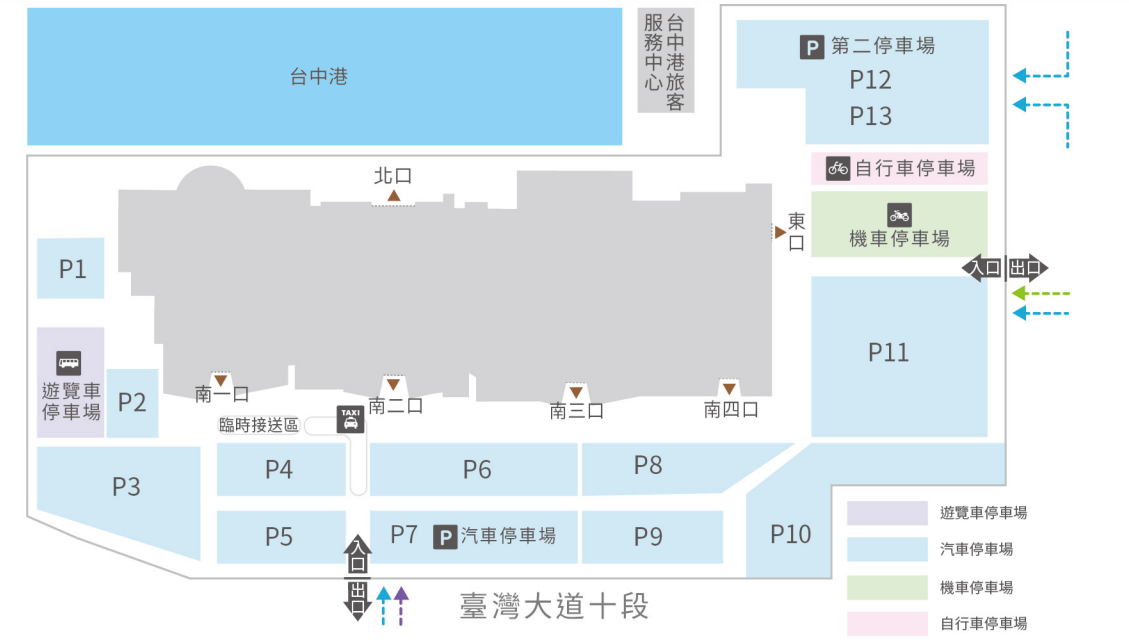 台中港
台中港旅客
服務中心
P 第二停車場
P12
P13
自行車停車場
機車停車場
北口
東口
入口
出口
P1
遊覽車
停車場
P2
P3
南一口
南二口
南三口
南四口
TAXI
臨時接送區
P11
P4
P6
P8
P5
P7 P 汽車停車場
P9
P10
入口
出口
臺灣大道十段
遊覽車停車場
汽車停車場
機車停車場
自行車停車場